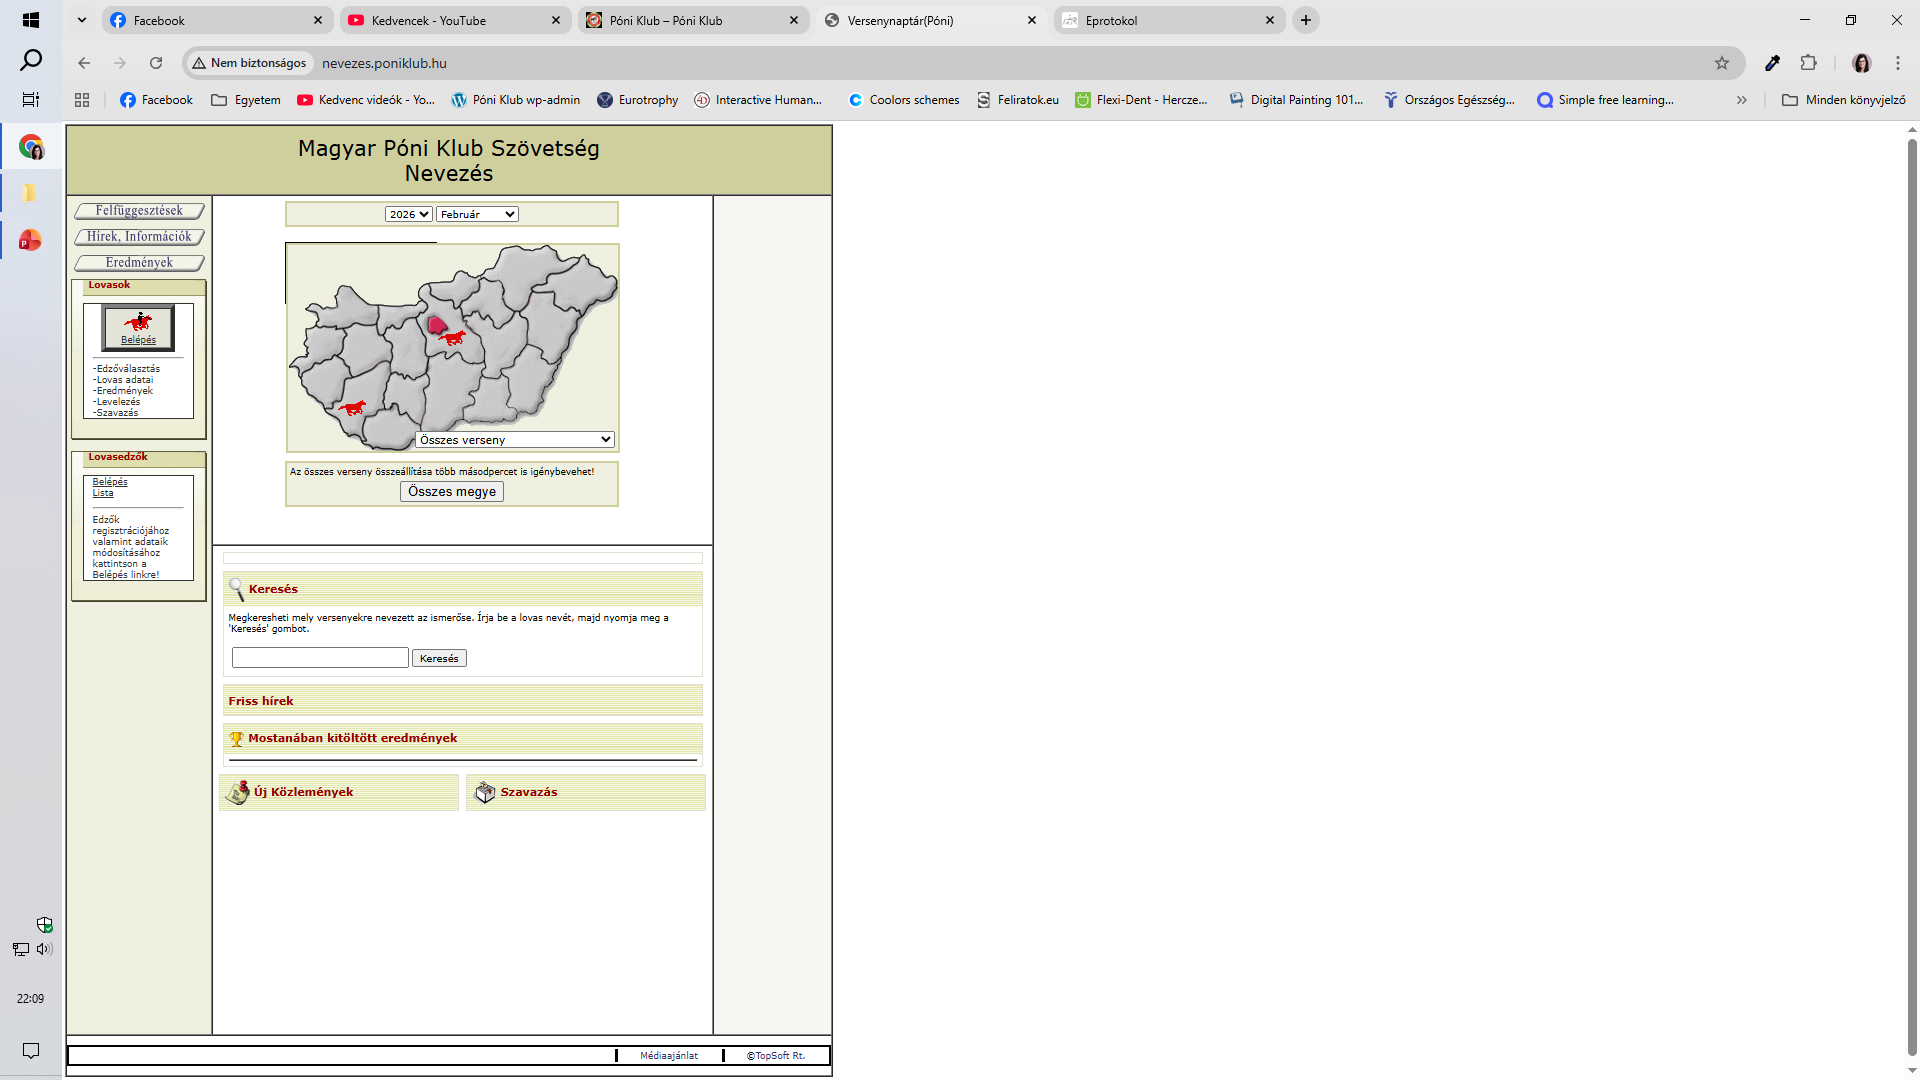 Facebook
Kedvencek - YouTube
Póni Klub – Póni Klub
Versenynaptár(Póni)
Eprotokol
Nem biztonságos
nevezes.poniklub.hu
Facebook
Egyetem
Kedvenc videók - Yo...
Póni Klub wp-admin
Eurotrophy
Interactive Human...
Coolors schemes
Feliratok.eu
Flexi-Dent - Hercze...
Digital Painting 101...
Országos Egészség...
Simple free learning...
Minden könyvjelző
Magyar Póni Klub Szövetség
Nevezés
Felfüggesztések
Hírek, Információk
Eredmények
Lovasok
Belépés
-Edzőválasztás
-Lovas adatai
-Eredmények
-Levelezés
-Szavazás
Lovasedzők
Belépés
Lista
Edzők
regisztrációjához
valamint adataik
módosításához
kattintson a
Belépés linkre!
2026 Február
Összes verseny
Az összes verseny összeállítása több másodpercet is igénybevehet!
Összes megye
Keresés
Megkeresheti mely versenyekre nevezett az ismerőse. Írja be a lovas nevét, majd nyomja meg a
'Keresés' gombot.
Keresés
Friss hírek
Mostanában kitöltött eredmények
Új Közlemények
Szavazás
Médiaajánlat
©TopSoft Rt.
22:09